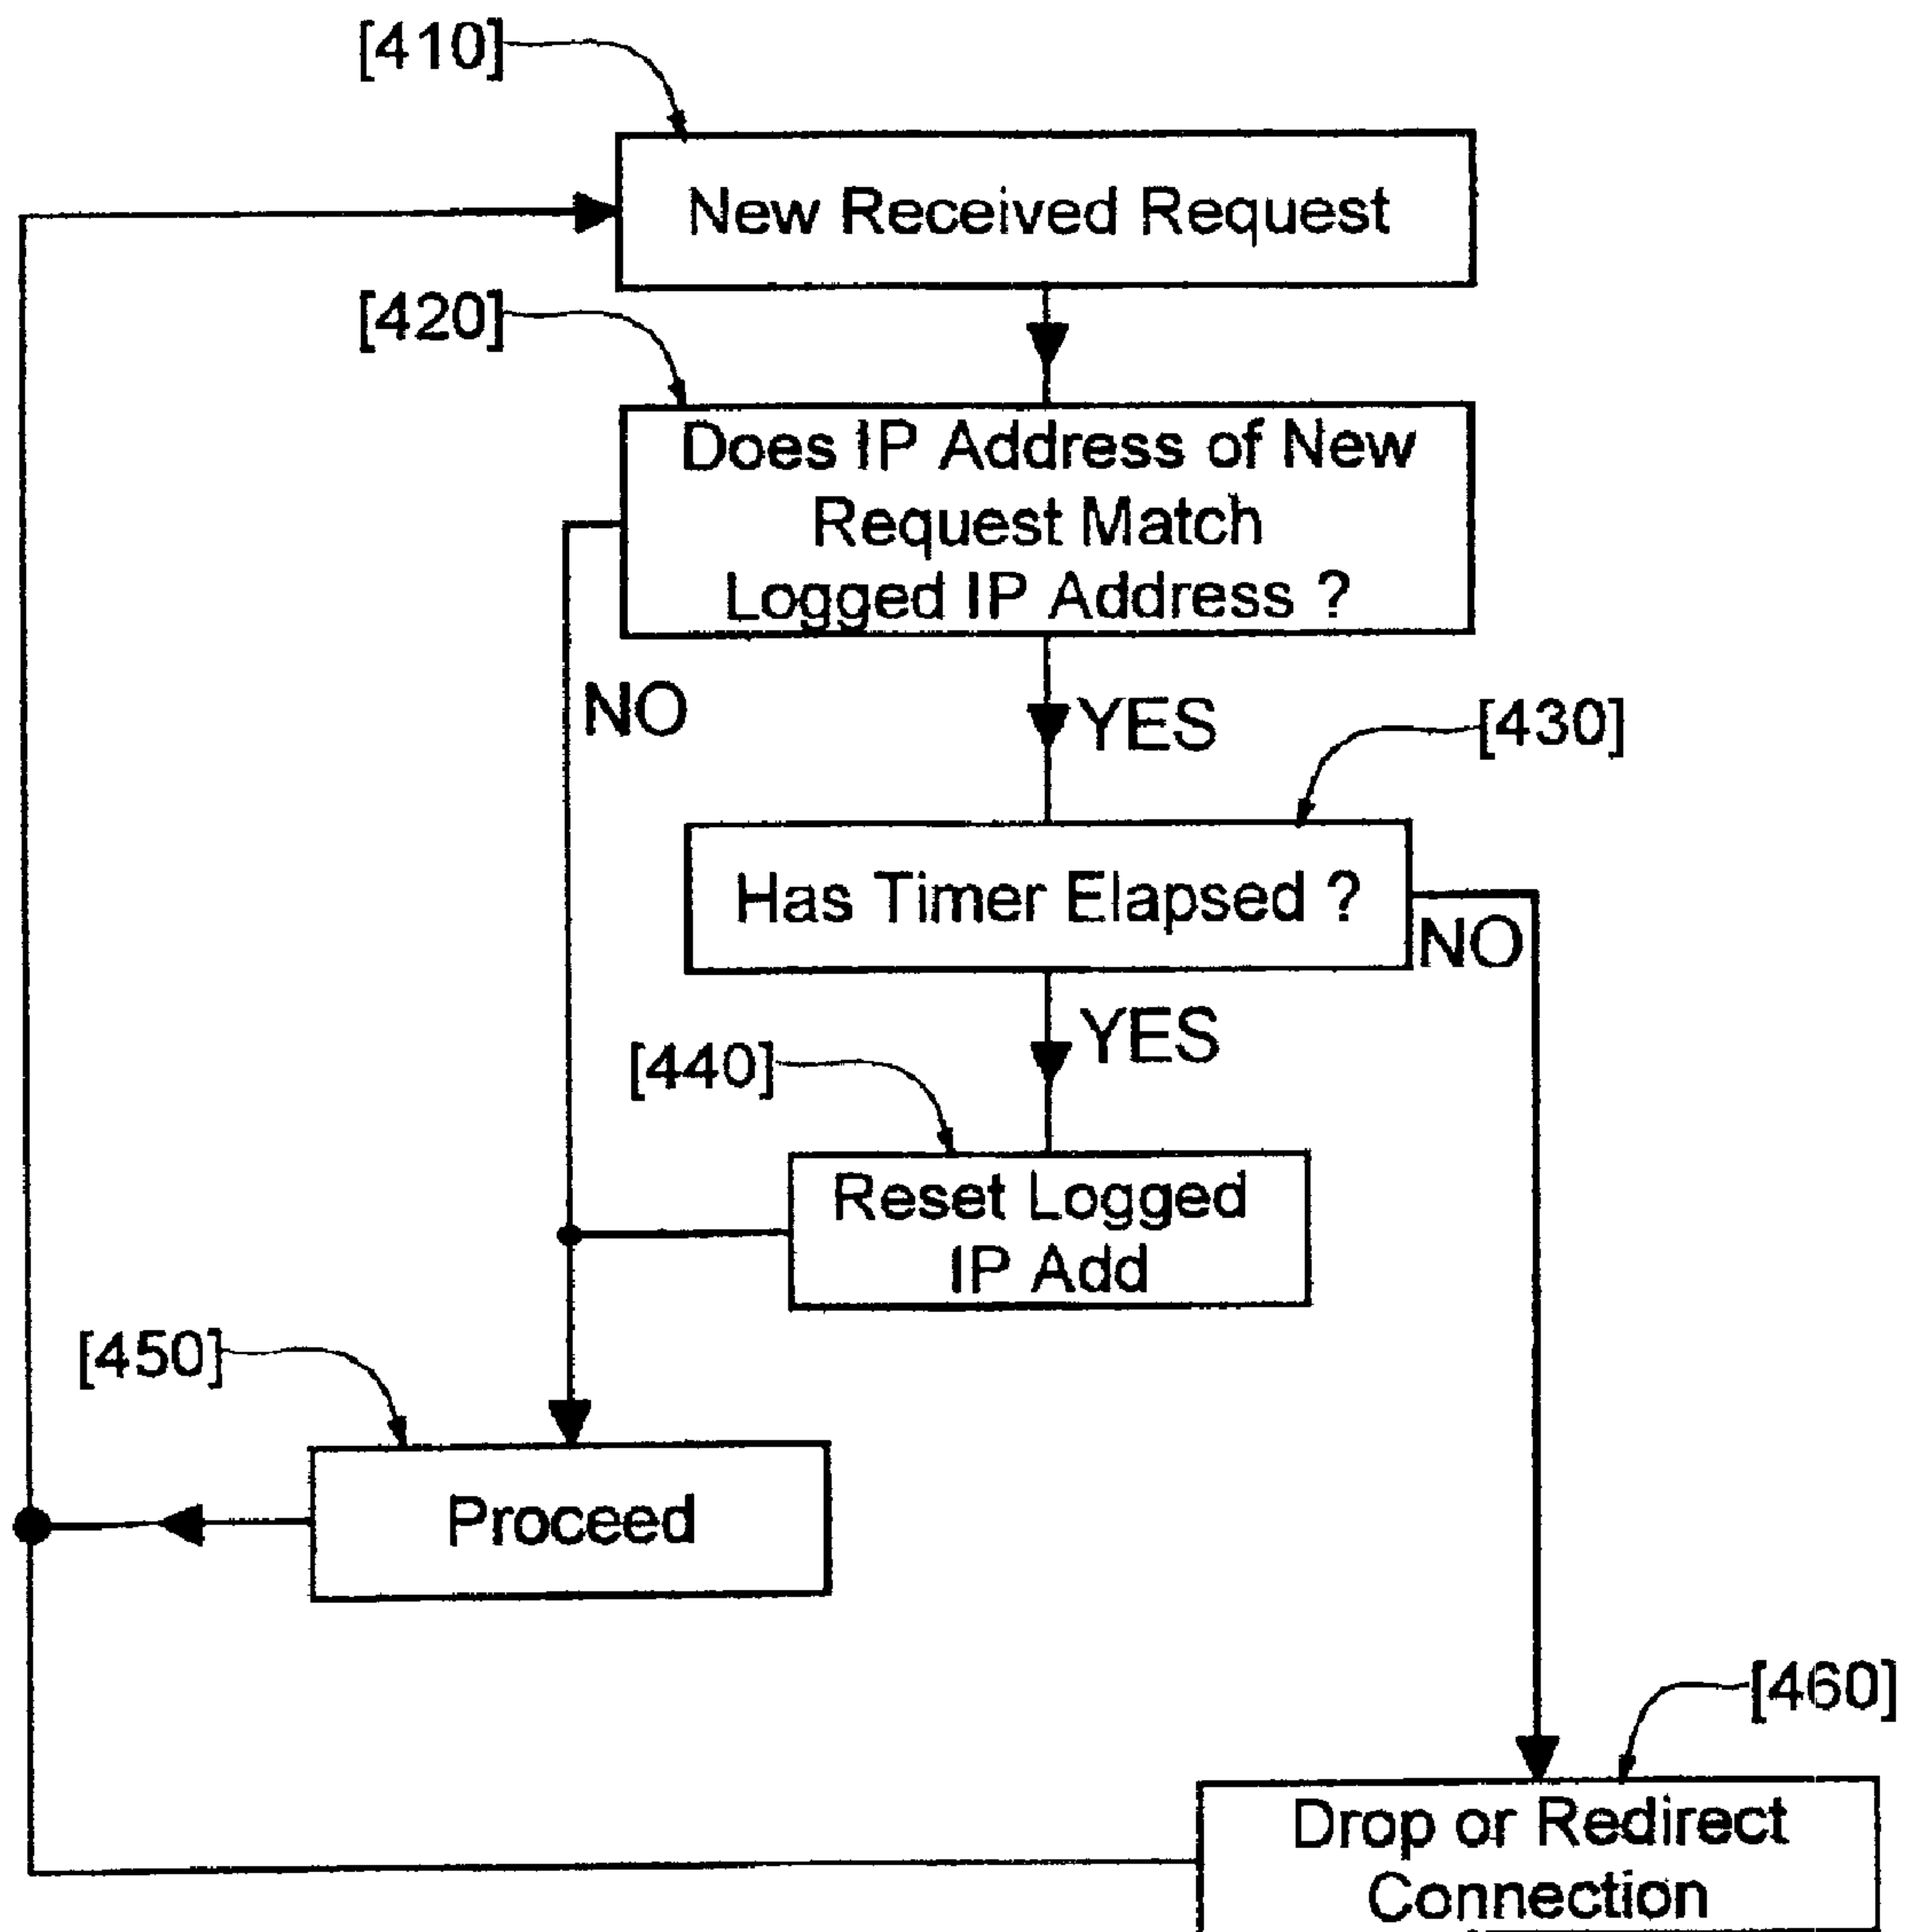 [410]
New Received Request
[420]
Does IP Address of New
Request Match
Logged IP Address ?
NO
YES
[430]
Has Timer Elapsed ?
NO
YES
[440]
Reset Logged
IP Add
[450]
Proceed
[460]
Drop or Redirect
Connection